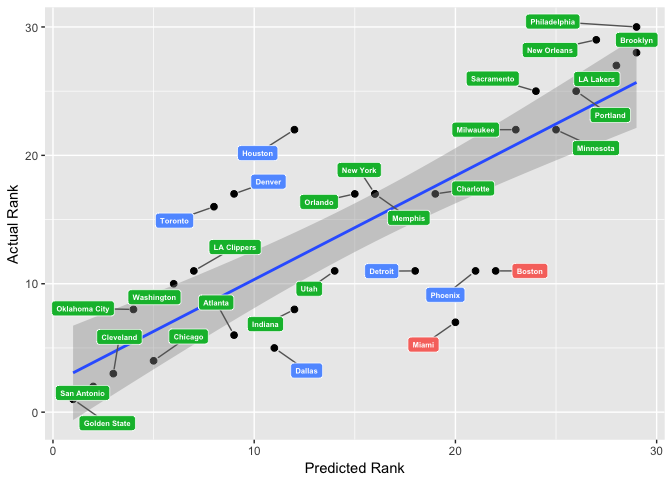 Philadelphia
Brooklyn
New Orleans
Sacramento
LA Lakers
Portland
Milwaukee
Minnesota
Houston
New York
Denver
Charlotte
Orlando
Memphis
Toronto
LA Clippers
Utah
Detroit
Boston
Phoenix
Washington
Oklahoma City
Atlanta
Indiana
Cleveland
Chicago
Miami
Dallas
San Antonio
Golden State
30
20
10
0
Actual Rank
0
10
20
30
Predicted Rank